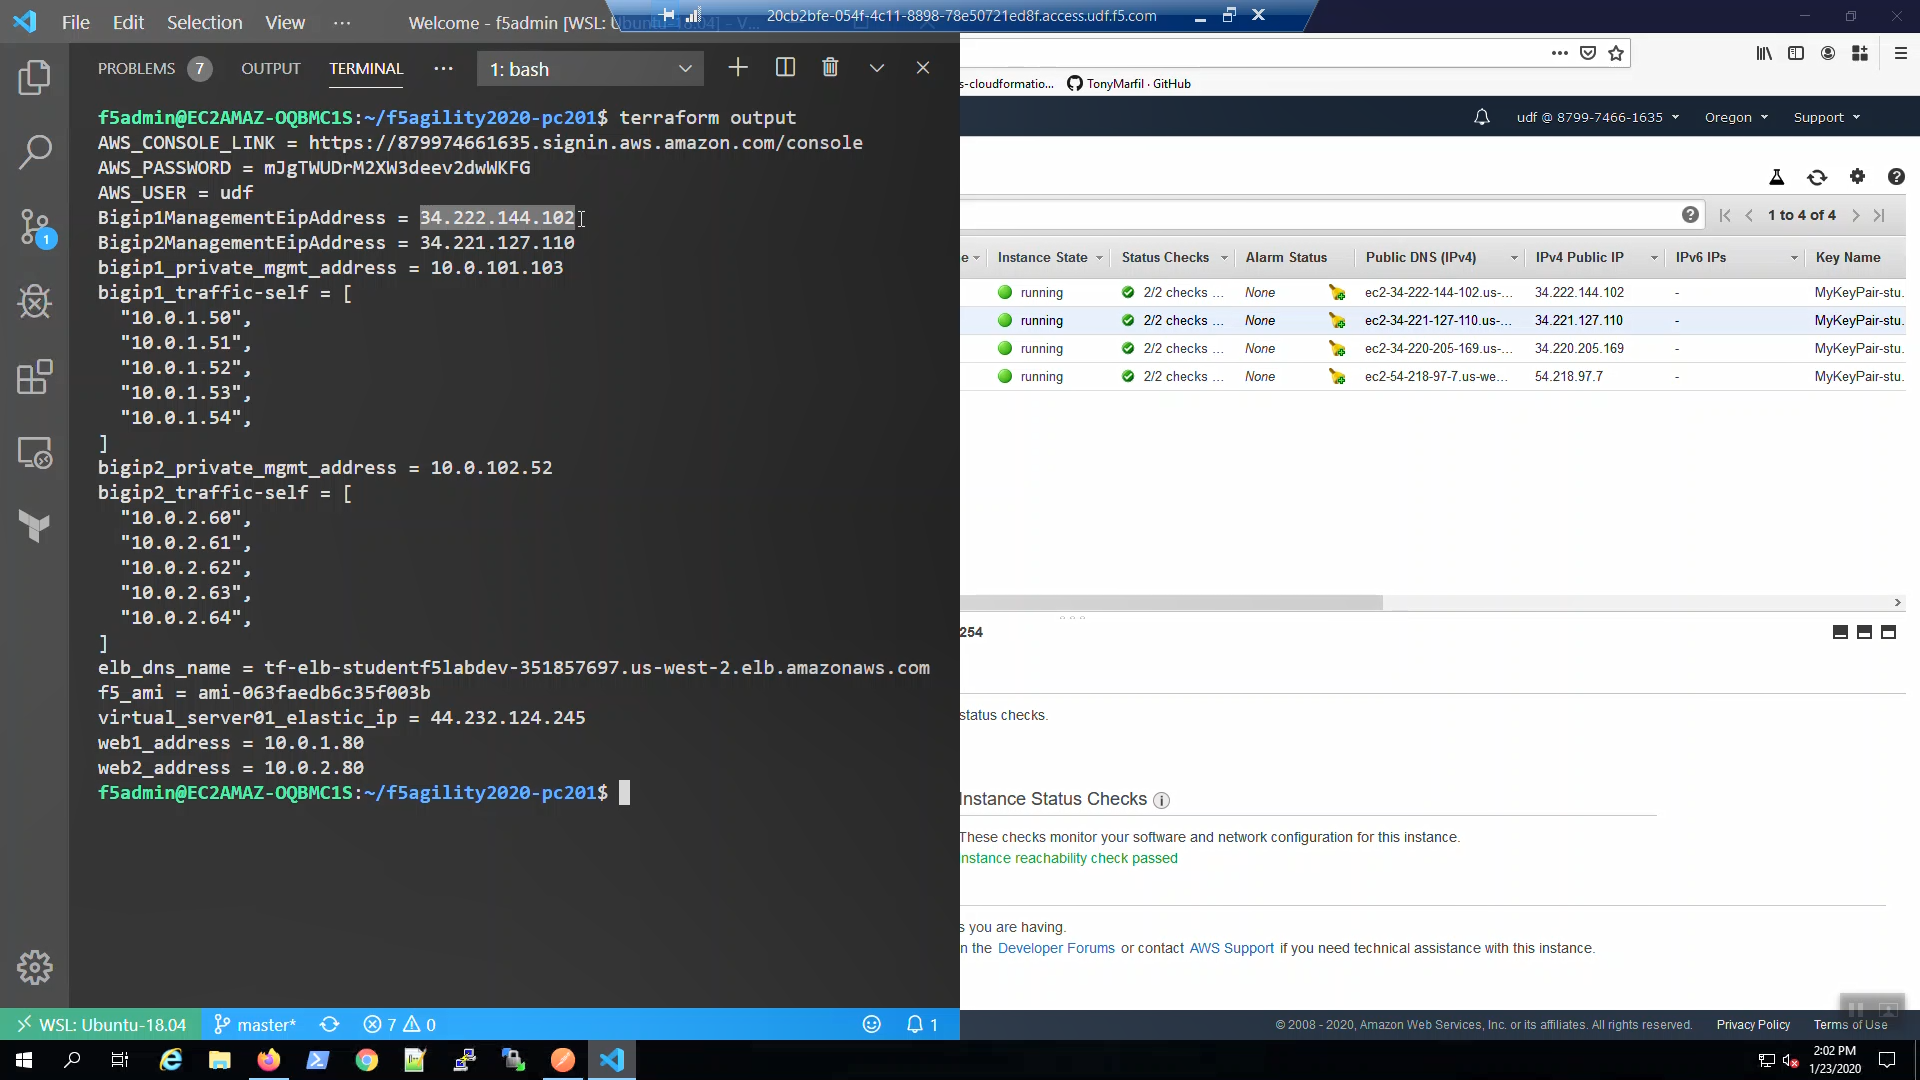 File Edit Selection View ··· Welcome - f5admin [WSL:
20cb2bfe-054f-4c11-8898-78e50721ed8f.access.udf.f5.com
PROBLEMS 7 OUTPUT TERMINAL ··· 1: bash
f5admin@EC2AMAZ-OQBMC1S:~/f5agility2020-pc201$ terraform output
AWS_CONSOLE_LINK = https://879974661635.signin.aws.amazon.com/console
AWS_PASSWORD = mJgTWUDrM2XW3deev2dwWKFG
AWS_USER = udf
Bigip1ManagementEipAddress = 34.222.144.102
Bigip2ManagementEipAddress = 34.221.127.110
bigip1_private_mgmt_address = 10.0.101.103
bigip1_traffic-self = [
"10.0.1.50",
"10.0.1.51",
"10.0.1.52",
"10.0.1.53",
"10.0.1.54",
]
bigip2_private_mgmt_address = 10.0.102.52
bigip2_traffic-self = [
"10.0.2.60",
"10.0.2.61",
"10.0.2.62",
"10.0.2.63",
"10.0.2.64",
]
elb_dns_name = tf-elb-studentf5labdev-351857697.us-west-2.elb.amazonaws.com
f5_ami = ami-063faedb6c35f003b
virtual_server01_elastic_ip = 44.232.124.245
web1_address = 10.0.1.80
web2_address = 10.0.2.80
f5admin@EC2AMAZ-OQBMC1S:~/f5agility2020-pc201$
1
WSL: Ubuntu-18.04 master* 7 0 1
s-cloudformatio... TonyMarfil · GitHub
udf @ 8799-7466-1635 Oregon Support
1 to 4 of 4
e Instance State Status Checks Alarm Status Public DNS (IPv4) IPv4 Public IP IPv6 IPs Key Name
running 2/2 checks ... None ec2-34-222-144-102.us-... 34.222.144.102 - MyKeyPair-stu.
running 2/2 checks ... None ec2-34-221-127-110.us-... 34.221.127.110 - MyKeyPair-stu.
running 2/2 checks ... None ec2-34-220-205-169.us-... 34.220.205.169 - MyKeyPair-stu.
running 2/2 checks ... None ec2-54-218-97-7.us-we... 54.218.97.7 - MyKeyPair-stu.
254
status checks.
Instance Status Checks
These checks monitor your software and network configuration for this instance.
nstance reachability check passed
s you are having.
n the Developer Forums or contact AWS Support if you need technical assistance with this instance.
© 2008 - 2020, Amazon Web Services, Inc. or its affiliates. All rights reserved. Privacy Policy Terms of Use
2:02 PM
1/23/2020